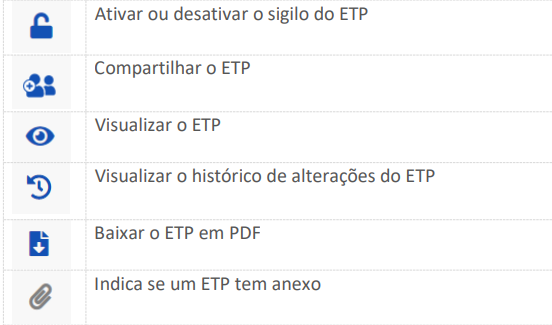 Ativar ou desativar o sigilo do ETP
Compartilhar o ETP
Visualizar o ETP
Visualizar o histórico de alterações do ETP
Baixar o ETP em PDF
Indica se um ETP tem anexo